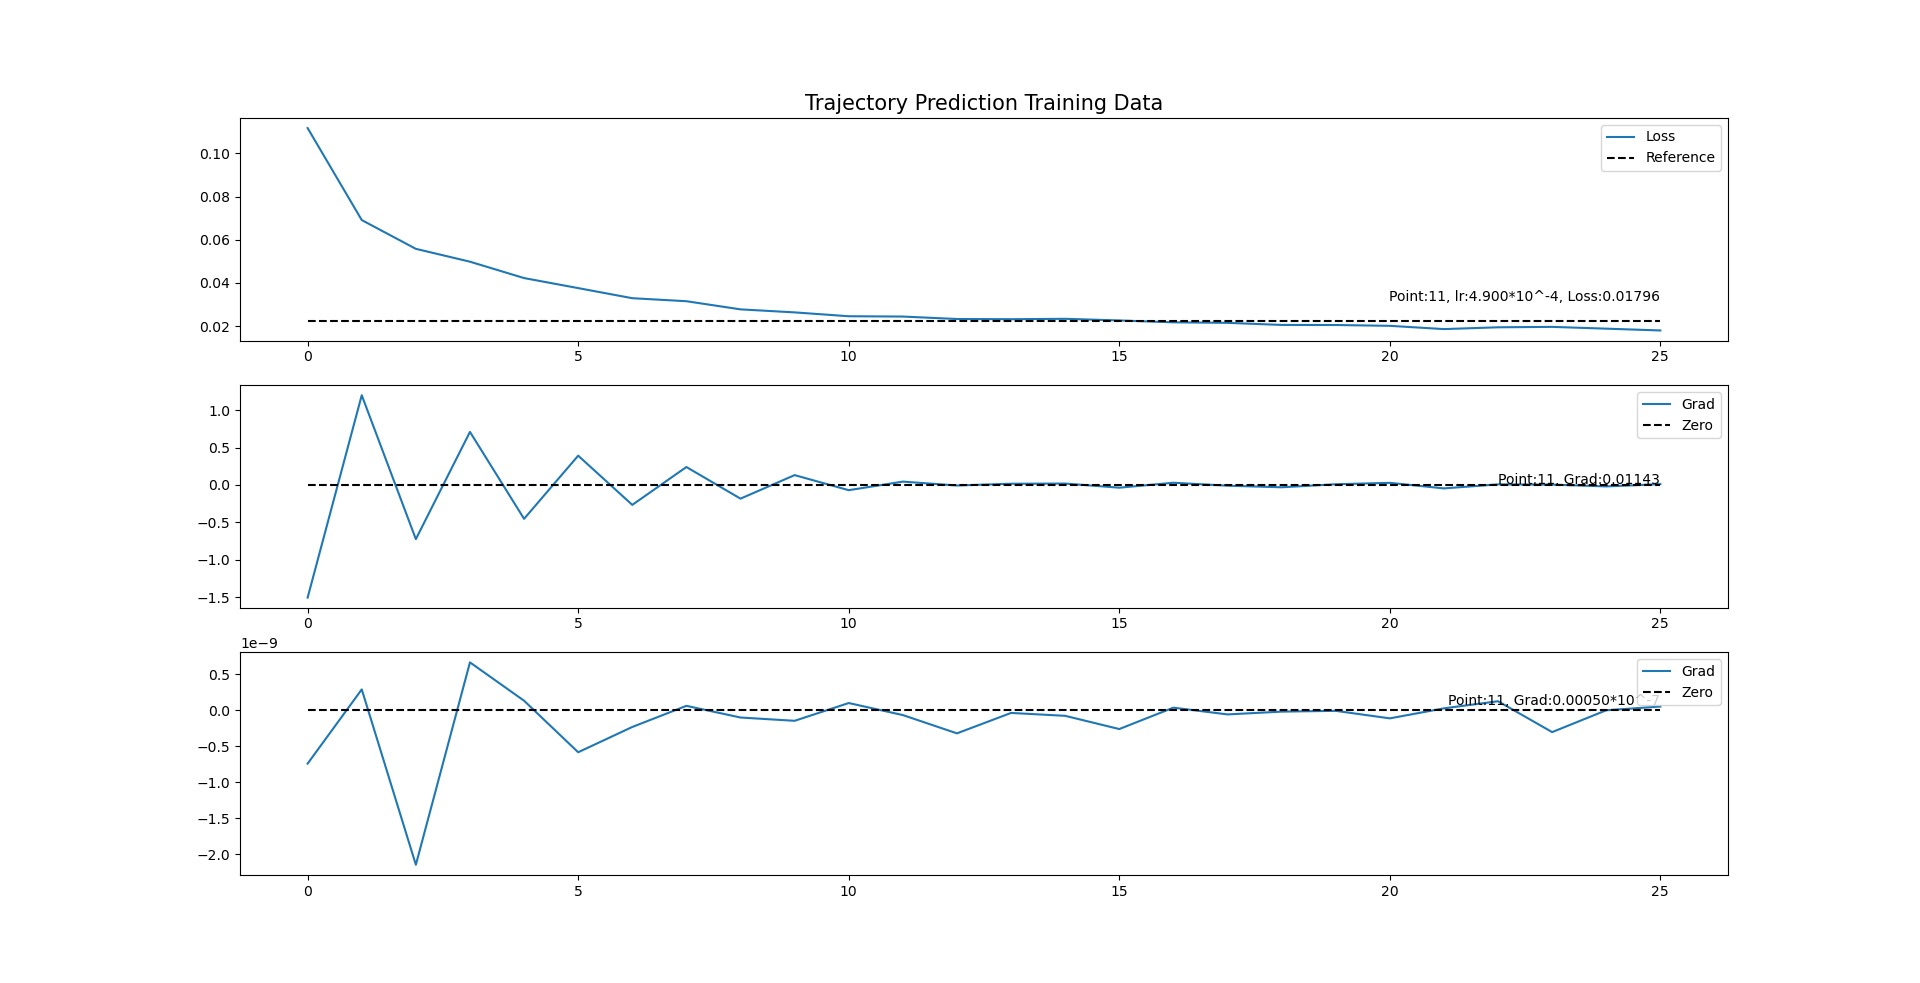 Trajectory Prediction Training Data
0.10
0.08
0.06
0.04
0.02
Loss
Reference
Point:11, lr:4.900*10^-4, Loss:0.01796
0 5 10 15 20 25
1.0
0.5
0.0
−0.5
−1.0
−1.5
Grad
Zero
Point:11, Grad:0.01143
0 5 10 15 20 25
1e−9
0.5
0.0
−0.5
−1.0
−1.5
−2.0
Grad
Zero
Point:11, Grad:0.00050*10^-7
0 5 10 15 20 25